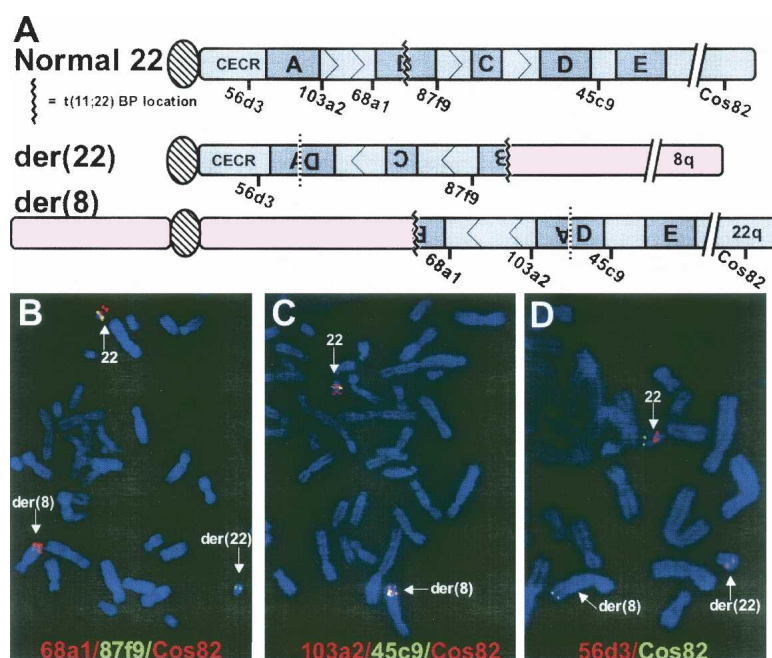 A
Normal 22
CECR A C D E
56d3 103a2 68a1 87f9 45c9 Cos82
= t(11;22) BP location
der(22)
CECR A D C B 8q
56d3 87f9
der(8)
A D E 22q
68a1 103a2 45c9 Cos82
B C D
22
22
22
der(8)
der(22)
der(8)
der(8)
der(22)
68a1/87f9/Cos82
103a2/45c9/Cos82
56d3/Cos82